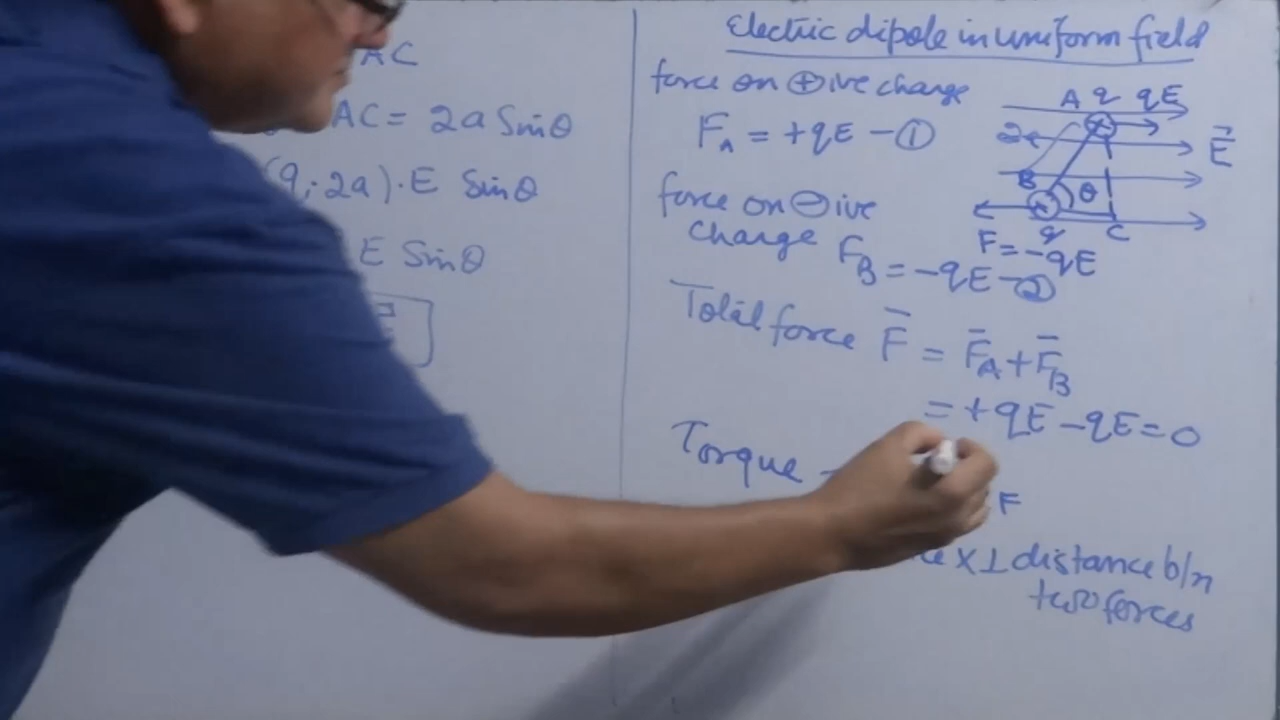 AC
AC = 2a Sinθ
(q·2a)·E Sinθ
E Sinθ
Electric dipole in uniform field
force on ⊕ive charge
F_A = +qE — ①
force on ⊖ive
charge F_B = -qE — ②
A q qE
2a
E⃗
B θ
q C
F = -qE
Total force F̄ = F̄_A + F̄_B
= +qE - qE = 0
Torque
F
x ⊥ distance b/n
two forces